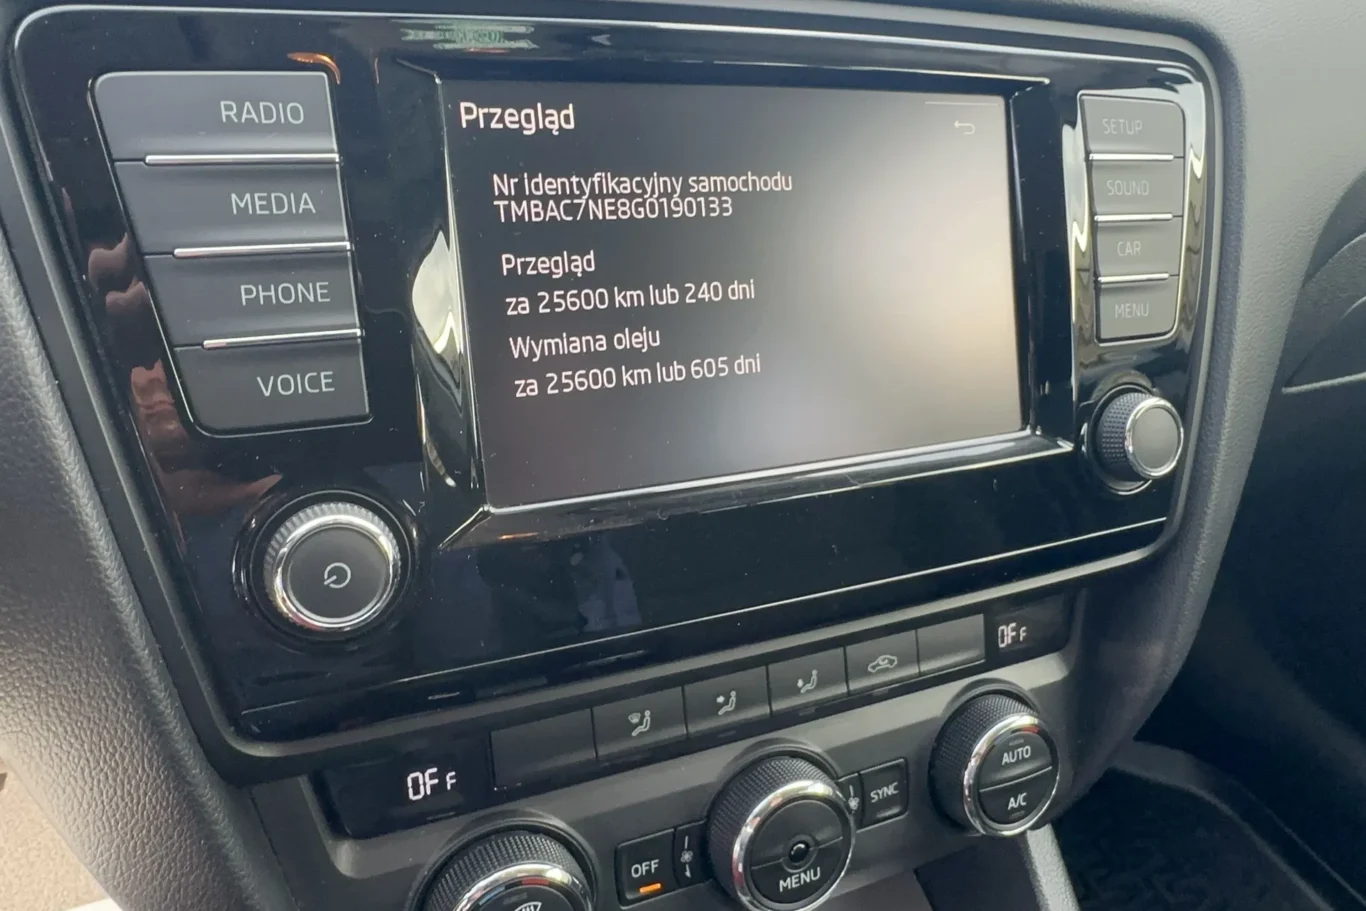 RADIO
MEDIA
PHONE
VOICE
Przegląd
Nr identyfikacyjny samochodu
TMBAC7NE8G0190133
Przegląd
za 25600 km lub 240 dni
Wymiana oleju
za 25600 km lub 605 dni
SETUP
SOUND
CAR
MENU
OFF
OFF
OFF
MENU
SYNC
AUTO
A/C